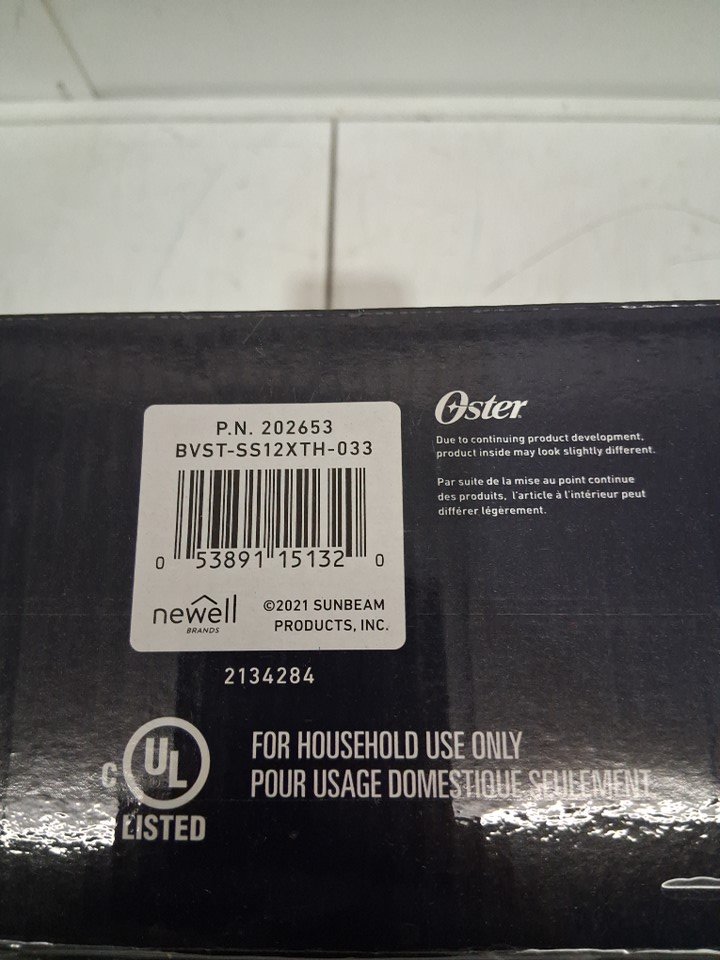 P.N. 202653
BVST-SS12XTH-033
0 53891 15132 0
newell
BRANDS
©2021 SUNBEAM
PRODUCTS, INC.
2134284
Oster
Due to continuing product development,
product inside may look slightly different.
Par suite de la mise au point continue
des produits, l'article à l'intérieur peut
différer légèrement.
C UL
LISTED
FOR HOUSEHOLD USE ONLY
POUR USAGE DOMESTIQUE SEULEMENT